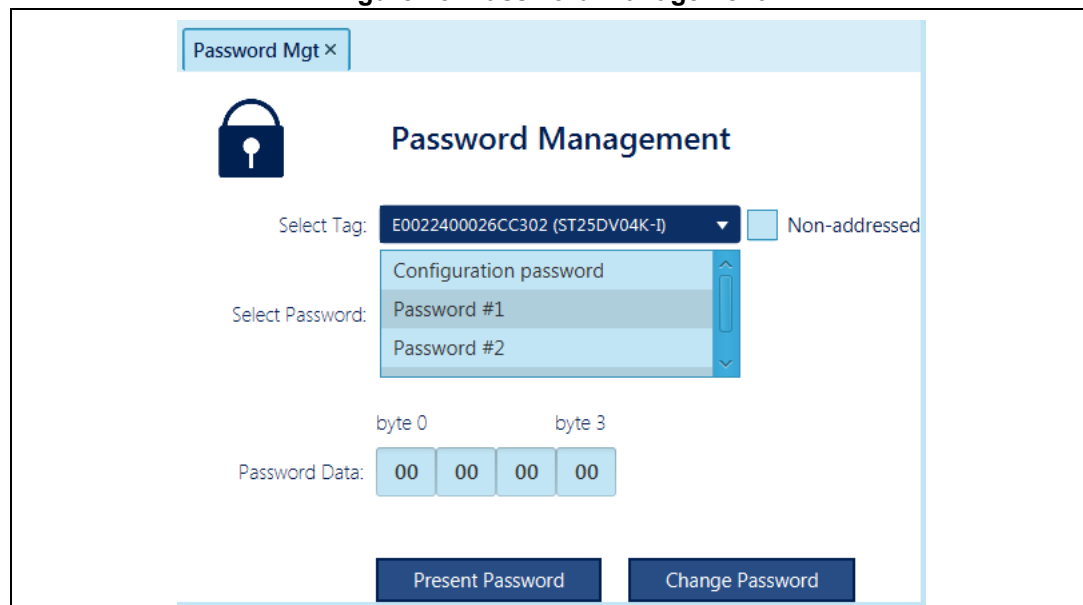 Password Mgt ×
Password Management
Select Tag: E0022400026CC302 (ST25DV04K-I) Non-addressed
Configuration password
Select Password: Password #1
Password #2
byte 0 byte 3
Password Data: 00 00 00 00
Present Password Change Password